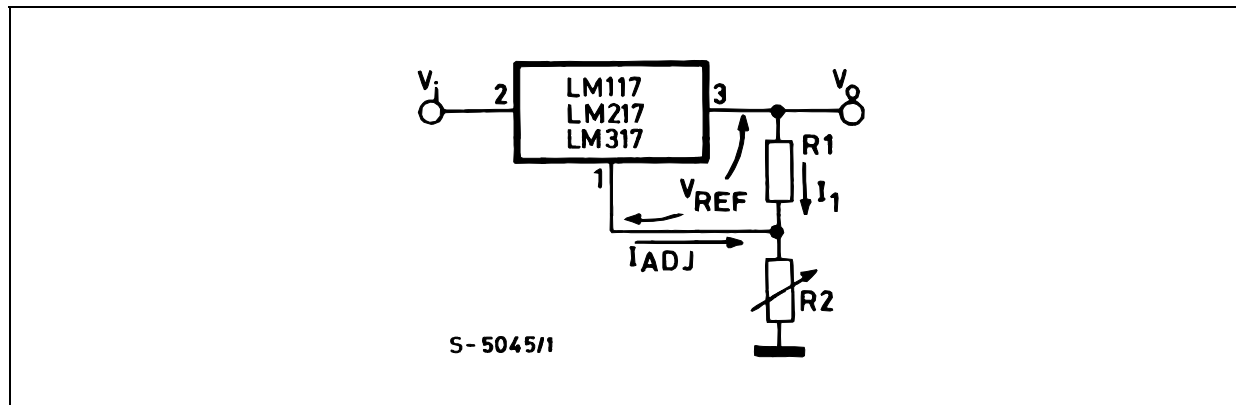 Vi
2
LM117
LM217
LM317
3
Vo
1
VREF
R1
I1
IADJ
R2
S-5045/1